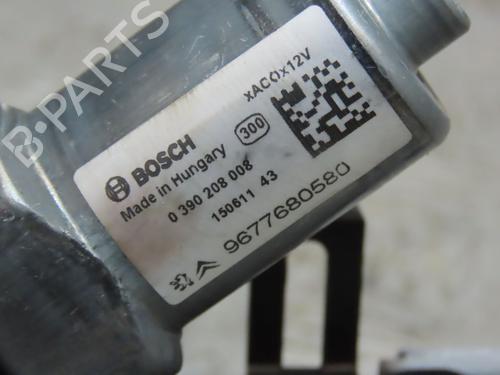 B-PARTS
xAC0x12V
BOSCH
300
Made in Hungary
0 390 208 008
150611 43
9677680580